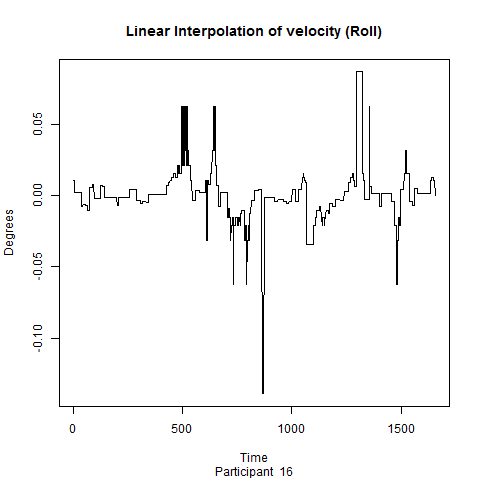 Linear Interpolation of velocity (Roll)
Degrees
0.05
0.00
-0.05
-0.10
0
500
1000
1500
Time
Participant 16